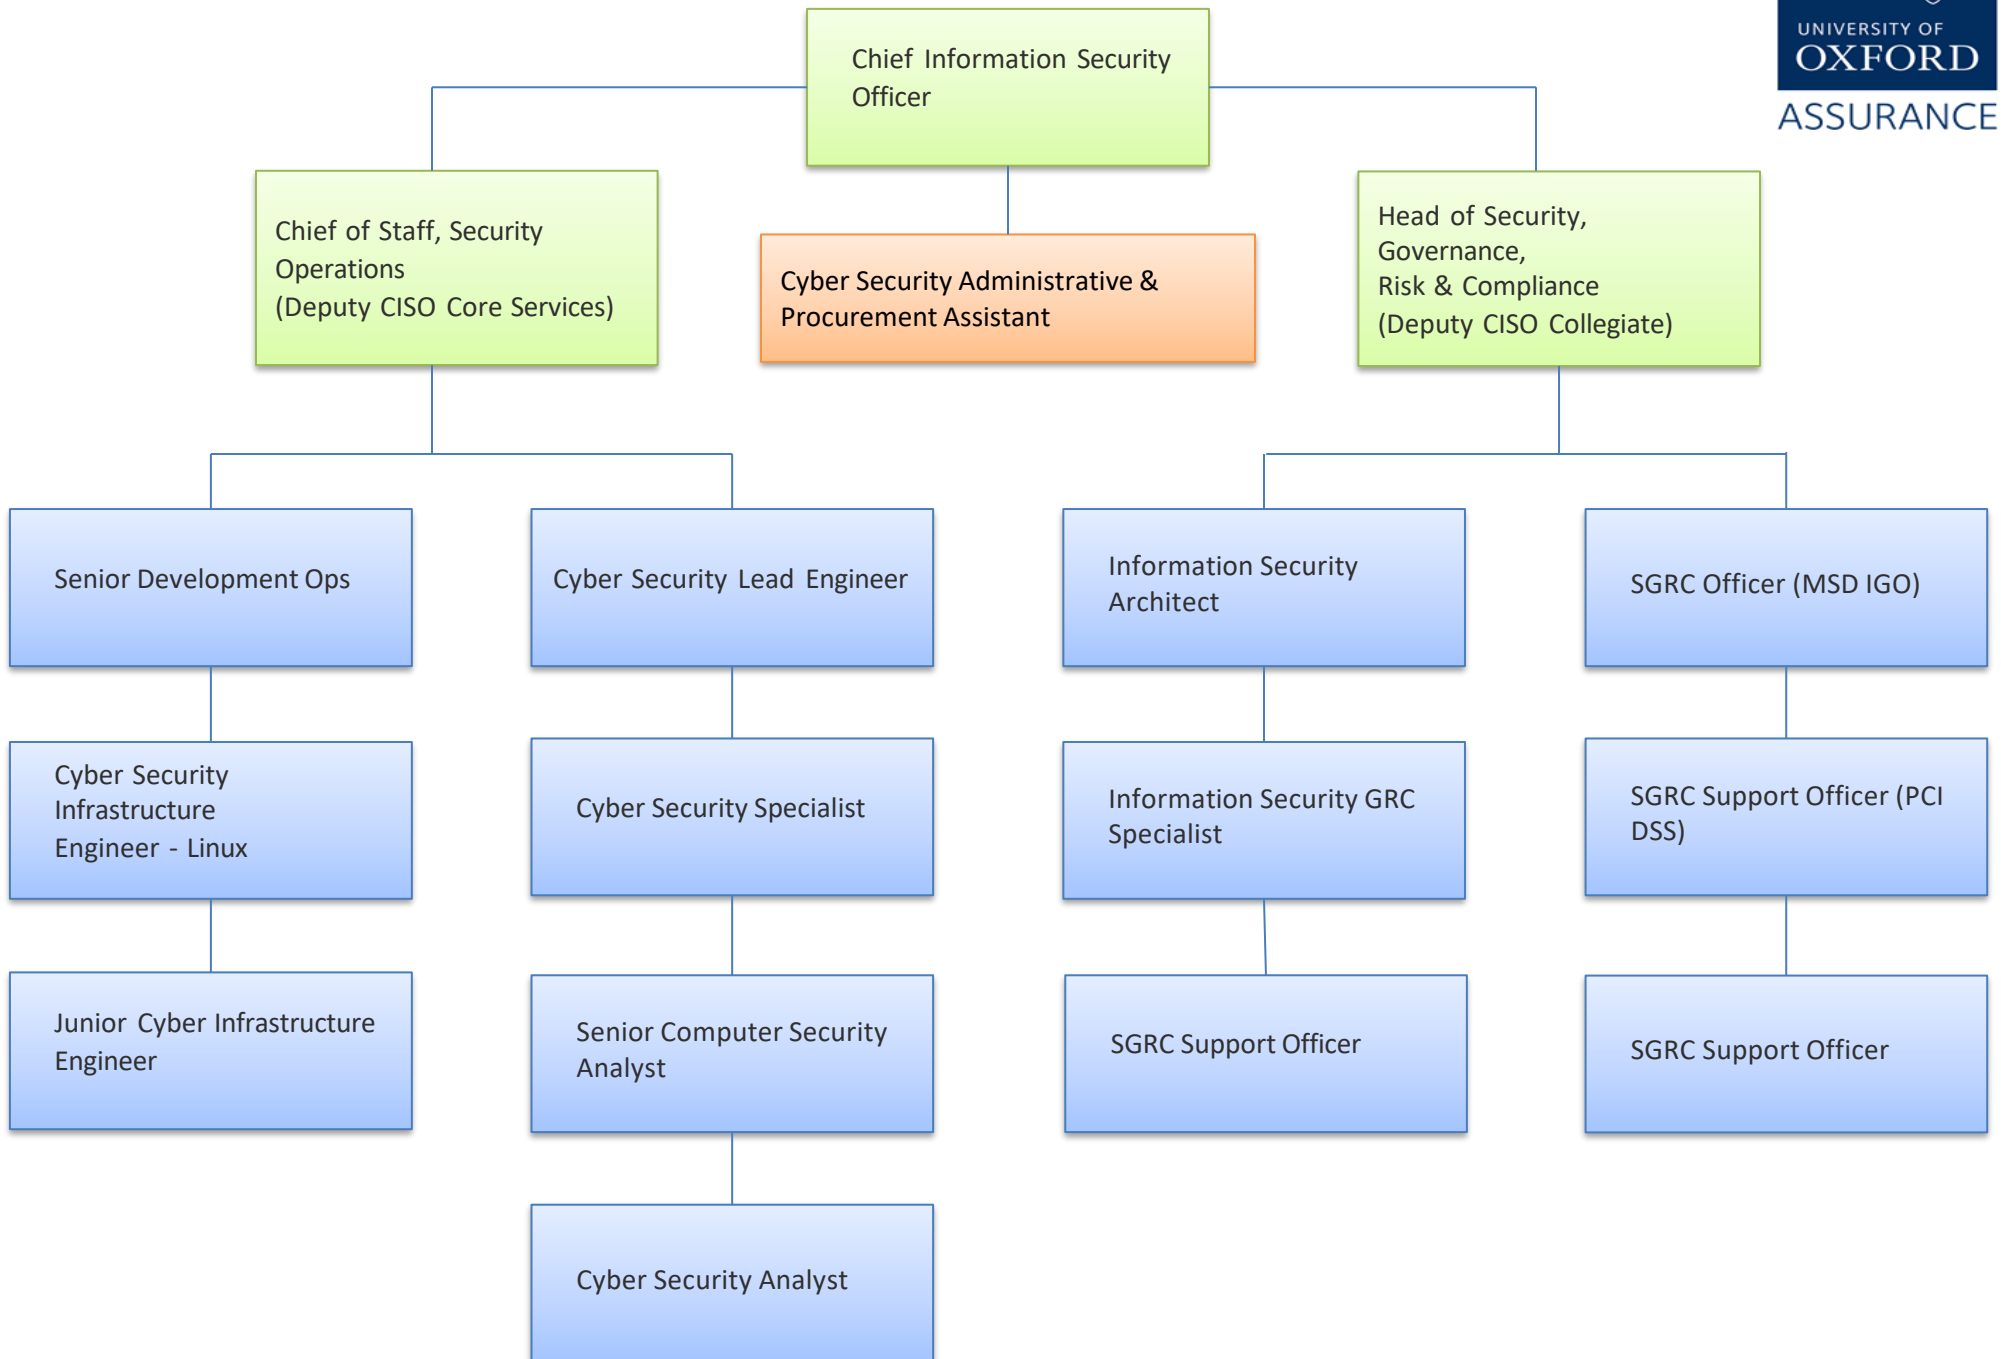 UNIVERSITY OF
OXFORD
ASSURANCE
Chief Information Security
Officer
Chief of Staff, Security
Operations
(Deputy CISO Core Services)
Cyber Security Administrative &
Procurement Assistant
Head of Security,
Governance,
Risk & Compliance
(Deputy CISO Collegiate)
Senior Development Ops
Cyber Security Lead Engineer
Information Security
Architect
SGRC Officer (MSD IGO)
Cyber Security
Infrastructure
Engineer - Linux
Cyber Security Specialist
Information Security GRC
Specialist
SGRC Support Officer (PCI
DSS)
Junior Cyber Infrastructure
Engineer
Senior Computer Security
Analyst
SGRC Support Officer
SGRC Support Officer
Cyber Security Analyst